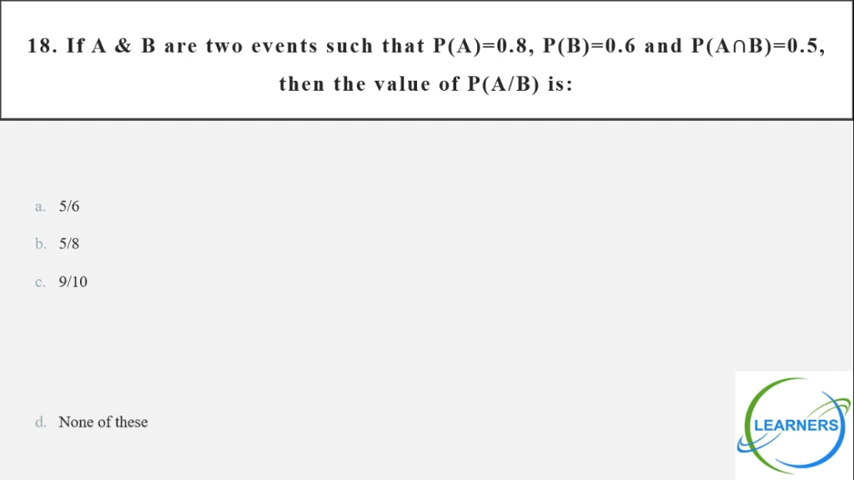 18. If A & B are two events such that P(A)=0.8, P(B)=0.6 and P(A∩B)=0.5,
then the value of P(A/B) is:
a. 5/6
b. 5/8
c. 9/10
d. None of these
LEARNERS